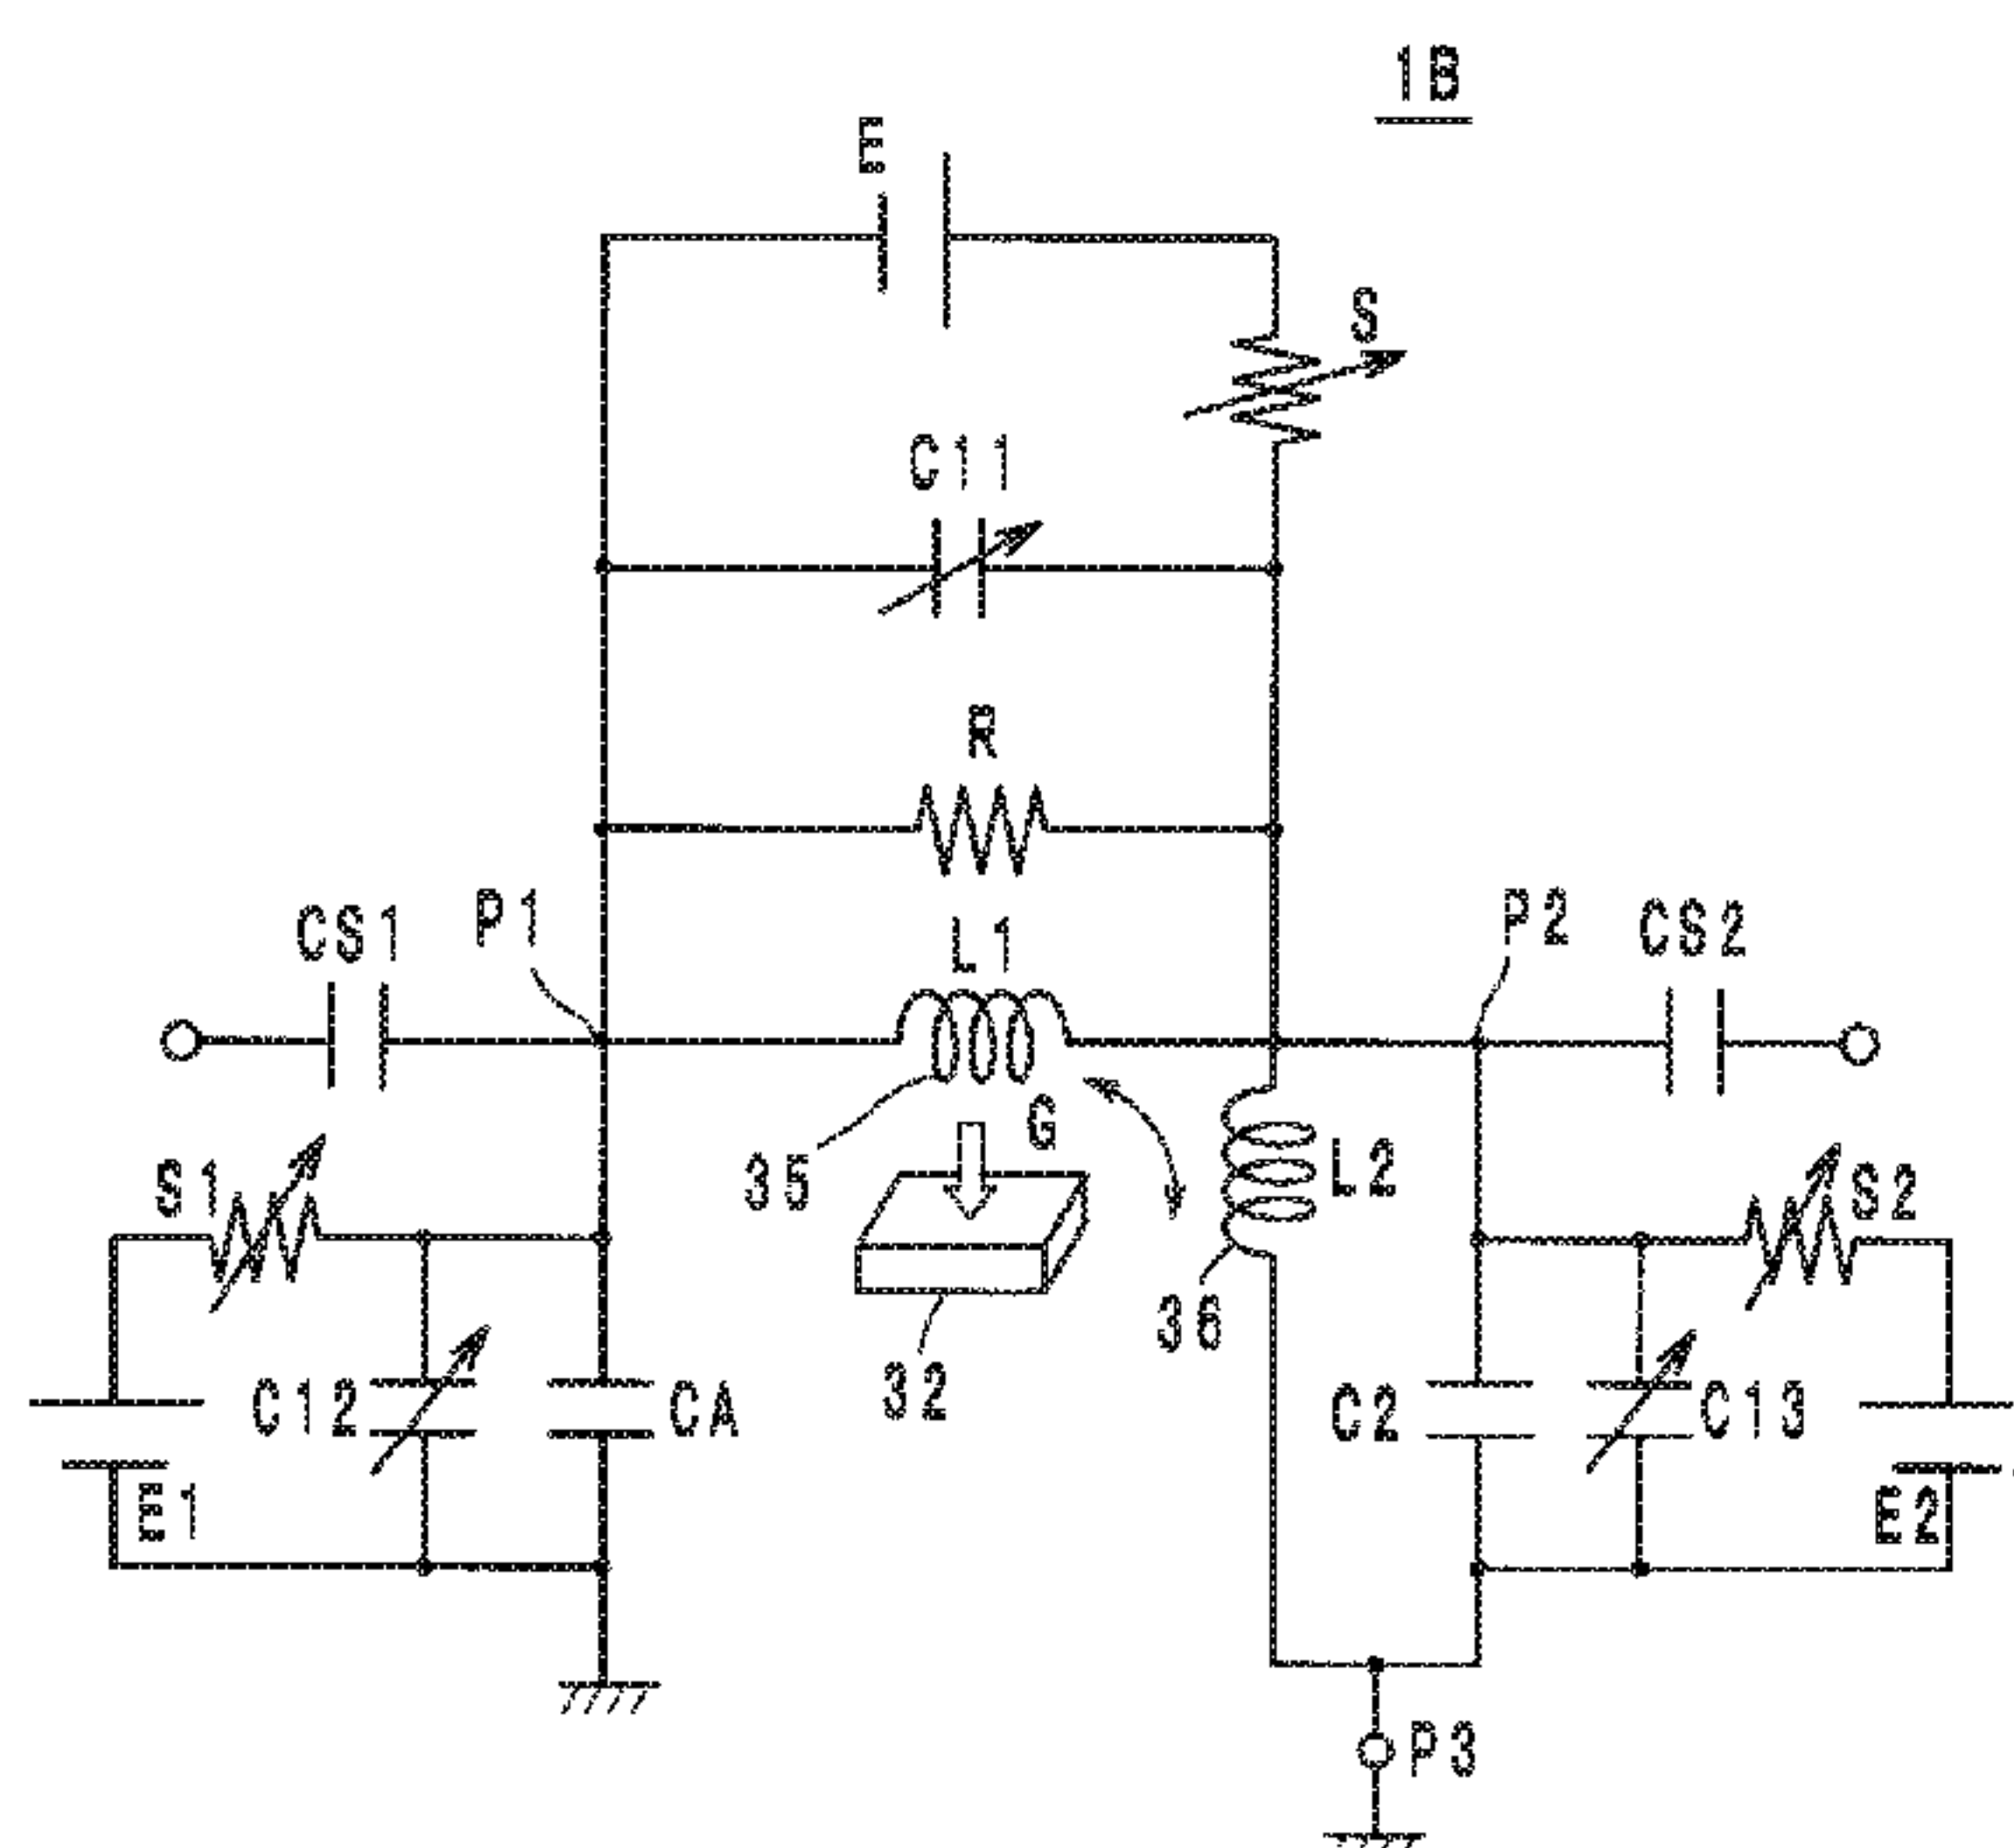 1B
E
S
C11
R
CS1 P1 L1 P2 CS2
35 G
S1 L2 S2
32 36
C12 CA C2 C13
E1 E2
P3